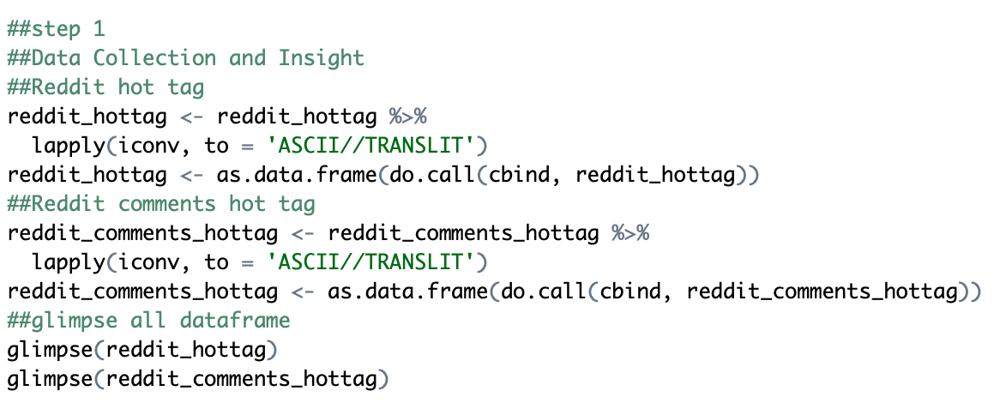 ##step 1
##Data Collection and Insight
##Reddit hot tag
reddit_hottag <- reddit_hottag %>%
  lapply(iconv, to = 'ASCII//TRANSLIT')
reddit_hottag <- as.data.frame(do.call(cbind, reddit_hottag))
##Reddit comments hot tag
reddit_comments_hottag <- reddit_comments_hottag %>%
  lapply(iconv, to = 'ASCII//TRANSLIT')
reddit_comments_hottag <- as.data.frame(do.call(cbind, reddit_comments_hottag))
##glimpse all dataframe
glimpse(reddit_hottag)
glimpse(reddit_comments_hottag)